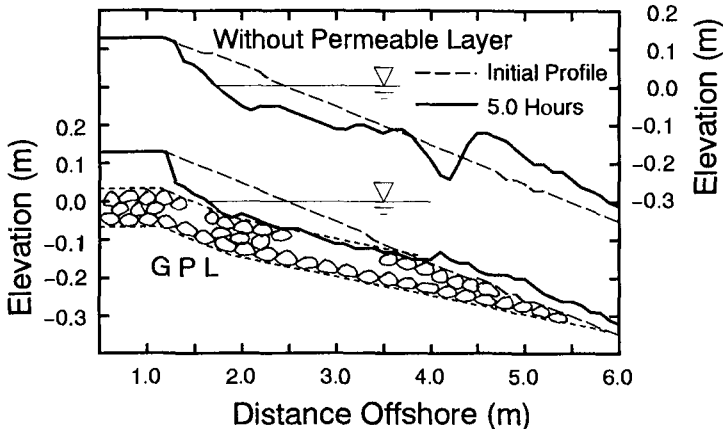 Without Permeable Layer
Initial Profile
5.0 Hours
0.2
0.1
0.0
−0.1
−0.2
−0.3
Elevation (m)
0.2
0.1
0.0
−0.1
−0.2
−0.3
Elevation (m)
G P L
1.0
2.0
3.0
4.0
5.0
6.0
Distance Offshore (m)